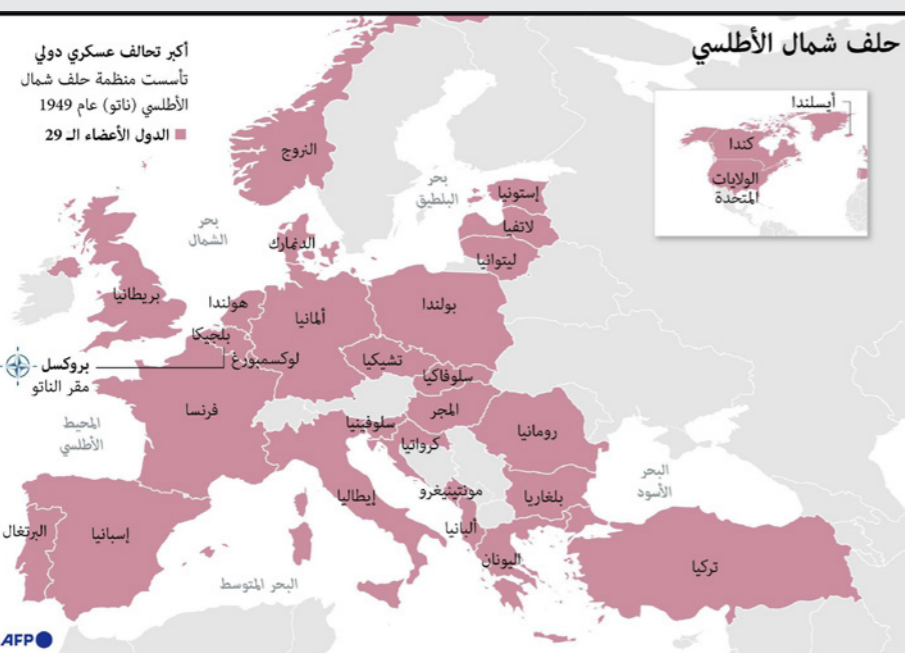 حلف شمال الأطلسي
أكبر تحالف عسكري دولي
تأسست منظمة حلف شمال
الأطلسي (ناتو) عام 1949
الدول الأعضاء الـ 29
أيسلندا
كندا
الولايات
المتحدة
النروج
بحر
البلطيق
إستونيا
لاتفيا
ليتوانيا
بحر
الشمال
الدنمارك
بريطانيا
هولندا
ألمانيا
بولندا
بلجيكا
لوكسمبورغ
تشيكيا
سلوفاكيا
بروكسل
مقر الناتو
فرنسا
المجر
سلوفينيا
كرواتيا
رومانيا
المحيط
الأطلسي
البحر
الأسود
إيطاليا
مونتينيغرو
بلغاريا
ألبانيا
البرتغال
إسبانيا
اليونان
تركيا
البحر المتوسط
AFP